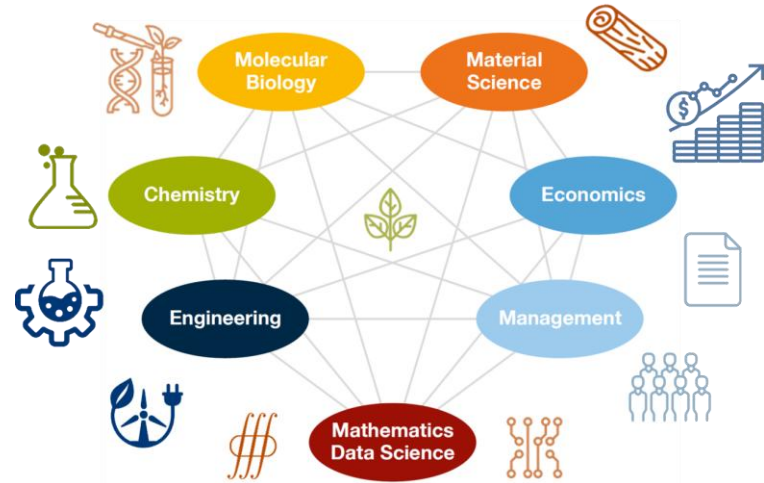 Molecular
Biology
Material
Science
$
Chemistry
Economics
Engineering
Management
Mathematics
Data Science